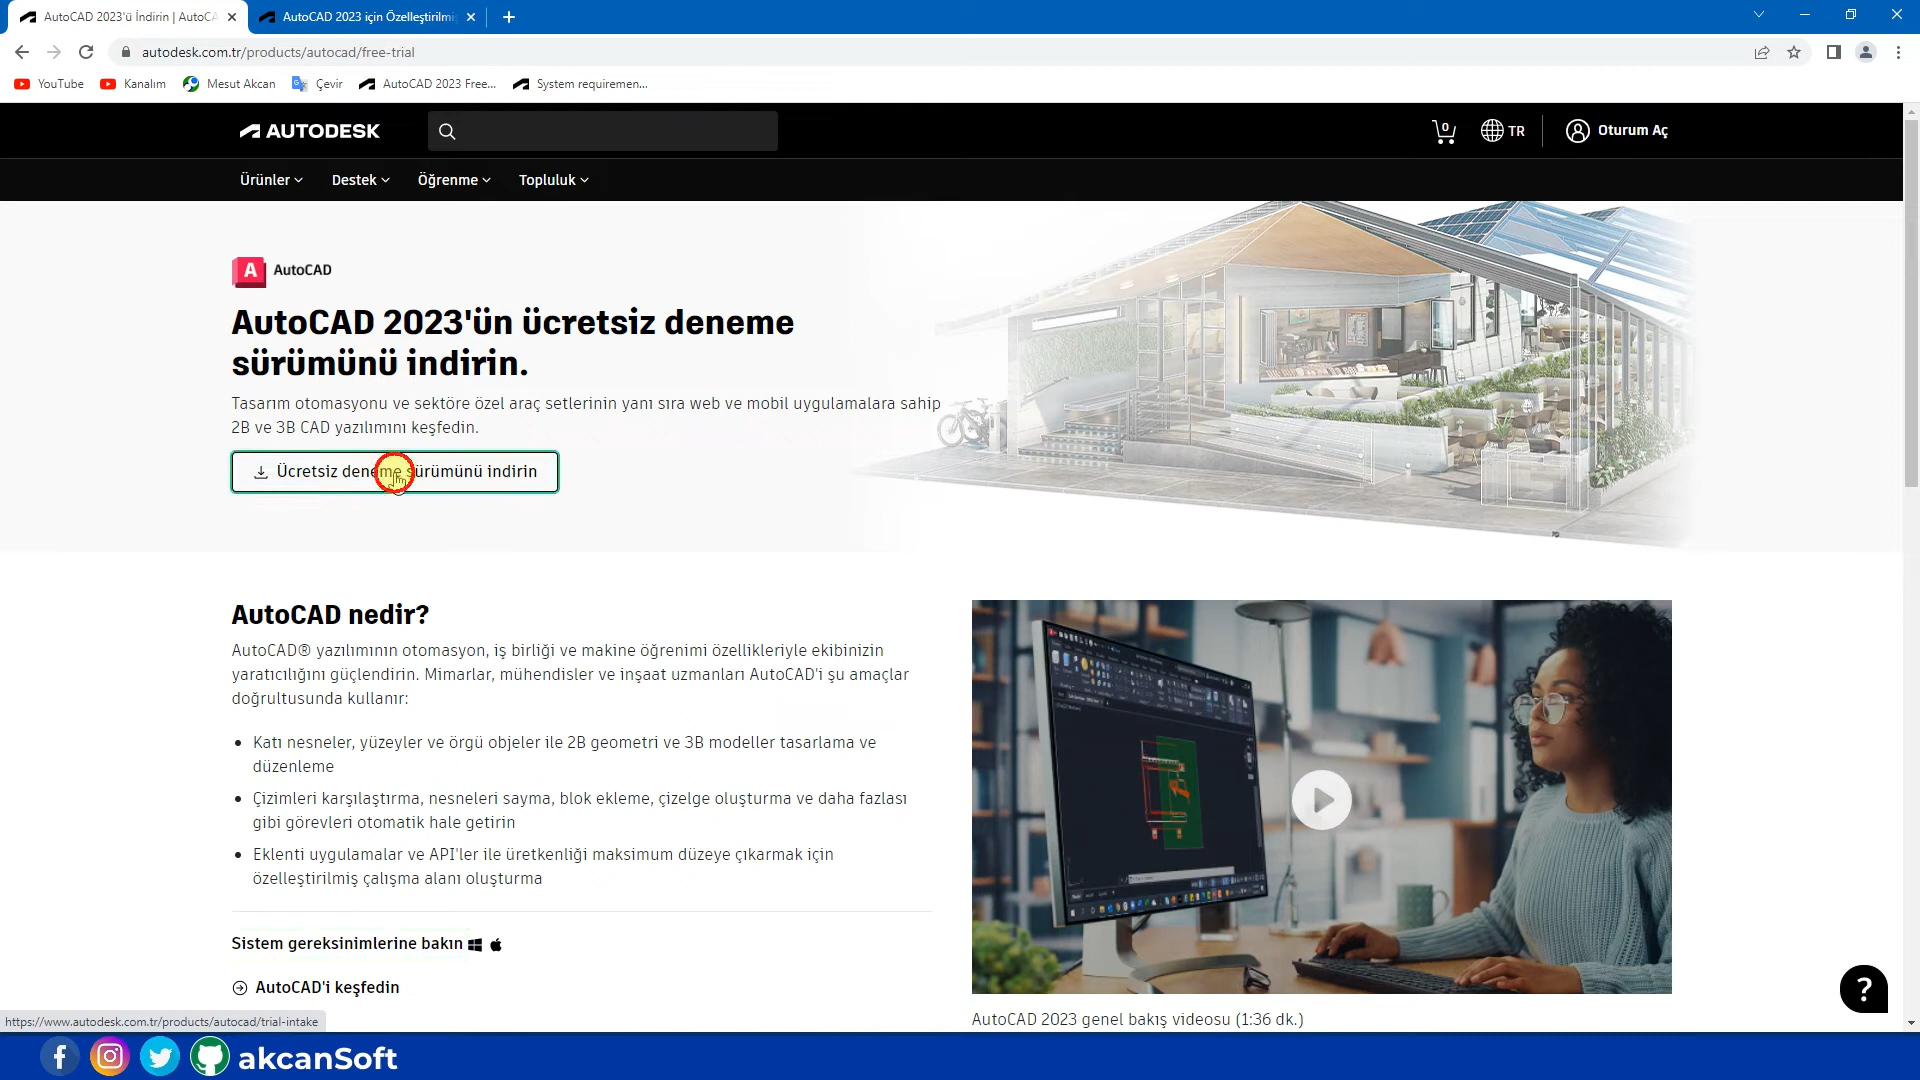 AutoCAD 2023'ü İndirin | AutoCA
AutoCAD 2023 için Özelleştirilmi
autodesk.com.tr/products/autocad/free-trial
YouTube
Kanalım
Mesut Akcan
Çevir
AutoCAD 2023 Free...
System requiremen...
AUTODESK
0
TR
Oturum Aç
Ürünler
Destek
Öğrenme
Topluluk
A AutoCAD
AutoCAD 2023'ün ücretsiz deneme
sürümünü indirin.
Tasarım otomasyonu ve sektöre özel araç setlerinin yanı sıra web ve mobil uygulamalara sahip
2B ve 3B CAD yazılımını keşfedin.
Ücretsiz deneme sürümünü indirin
AutoCAD nedir?
AutoCAD® yazılımının otomasyon, iş birliği ve makine öğrenimi özellikleriyle ekibinizin
yaratıcılığını güçlendirin. Mimarlar, mühendisler ve inşaat uzmanları AutoCAD'i şu amaçlar
doğrultusunda kullanır:
• Katı nesneler, yüzeyler ve örgü objeler ile 2B geometri ve 3B modeller tasarlama ve
düzenleme
• Çizimleri karşılaştırma, nesneleri sayma, blok ekleme, çizelge oluşturma ve daha fazlası
gibi görevleri otomatik hale getirin
• Eklenti uygulamalar ve API'ler ile üretkenliği maksimum düzeye çıkarmak için
özelleştirilmiş çalışma alanı oluşturma
Sistem gereksinimlerine bakın
AutoCAD'i keşfedin
AutoCAD 2023 genel bakış videosu (1:36 dk.)
?
https://www.autodesk.com.tr/products/autocad/trial-intake
akcanSoft